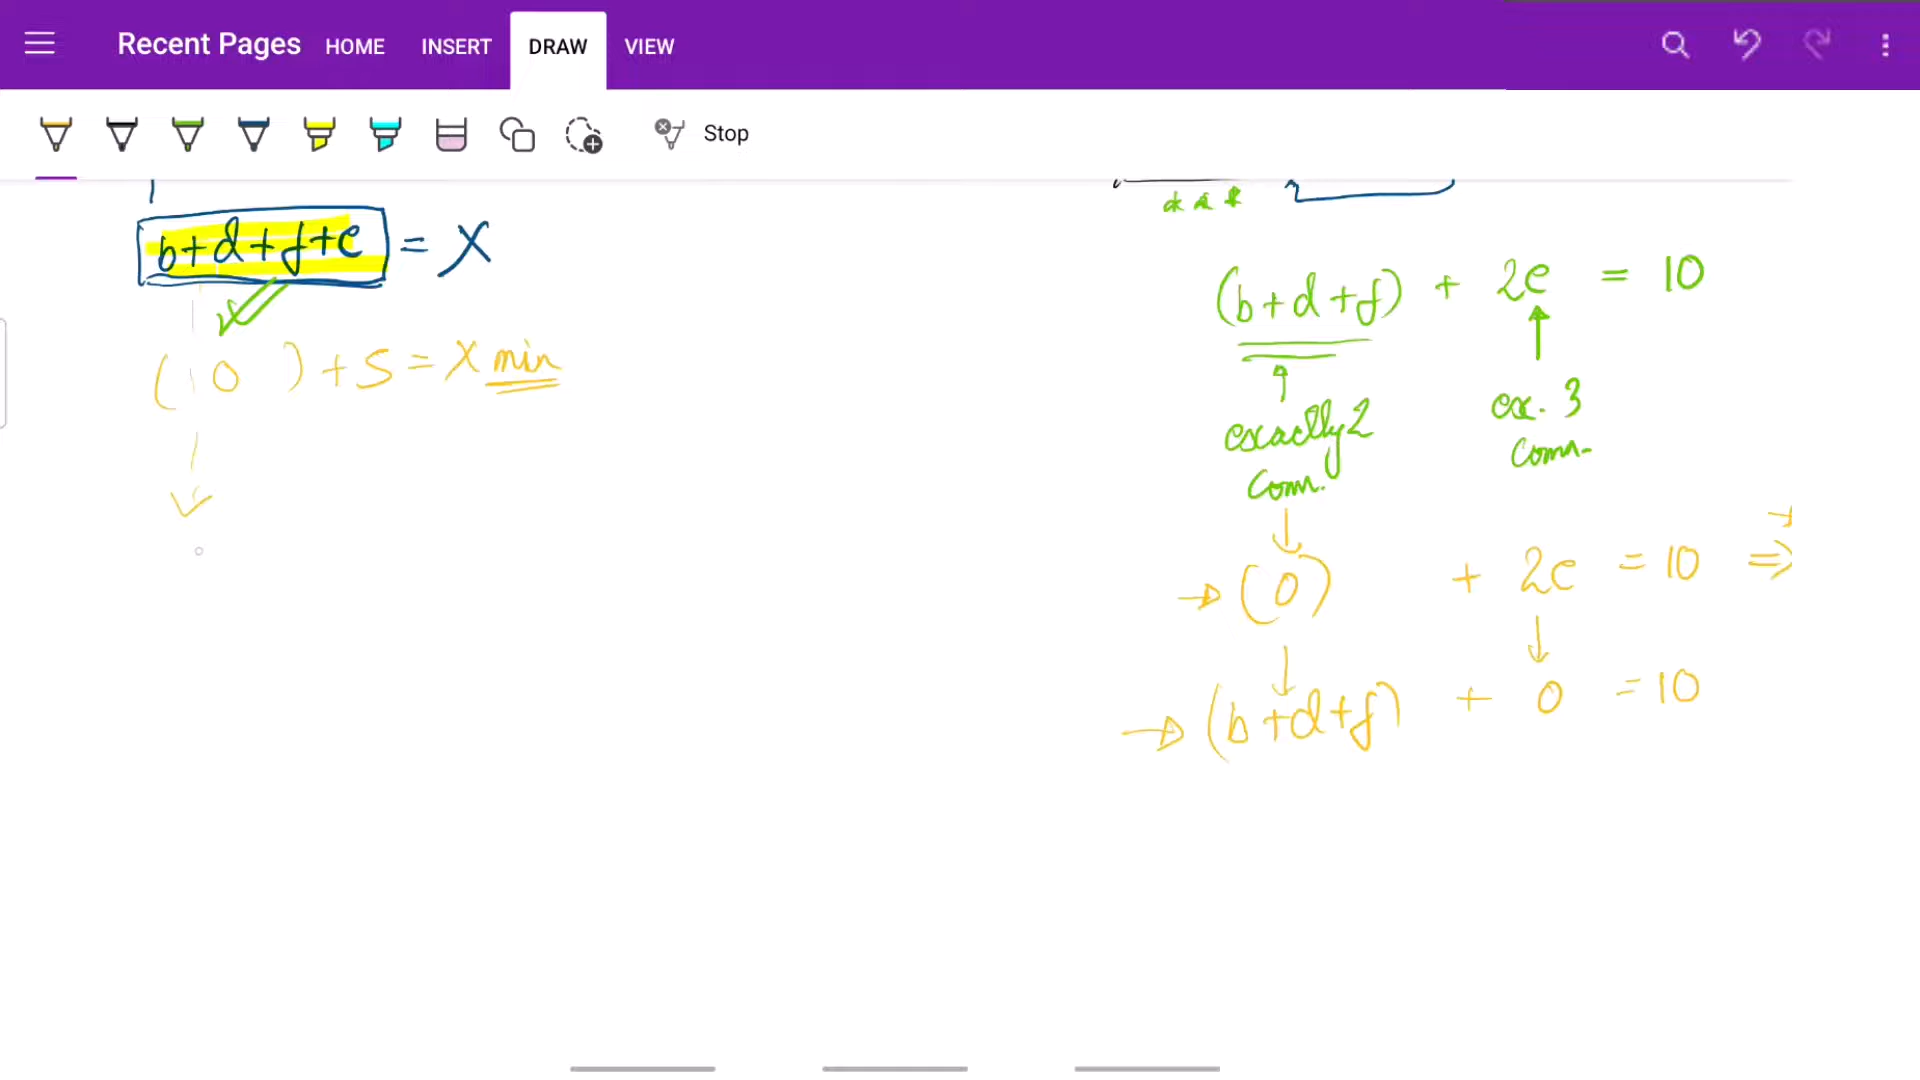 Recent Pages HOME INSERT DRAW VIEW
Stop
b+d+f+e = X
(b+d+f) + 2e = 10
( 0 ) + 5 = X min
exactly 2
com.
ex. 3
com.
→ (0) + 2e = 10 ⇒
→ (b+d+f) + 0 = 10